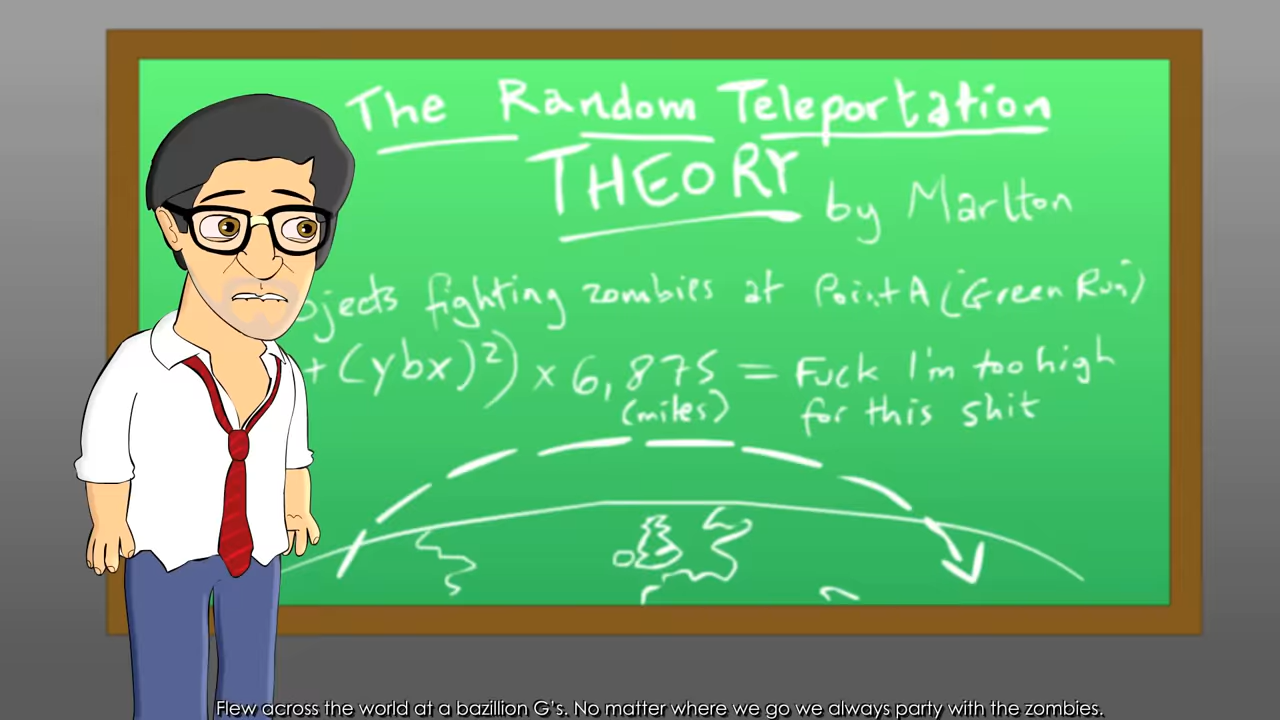 The Random Teleportation
THEORY by Marlton
jects fighting zombies at Point A ("Green Run")
+ (ybx)²) × 6,875 = Fuck I'm too high
(miles) for this shit
Flew across the world at a bazillion G's. No matter where we go we always party with the zombies.